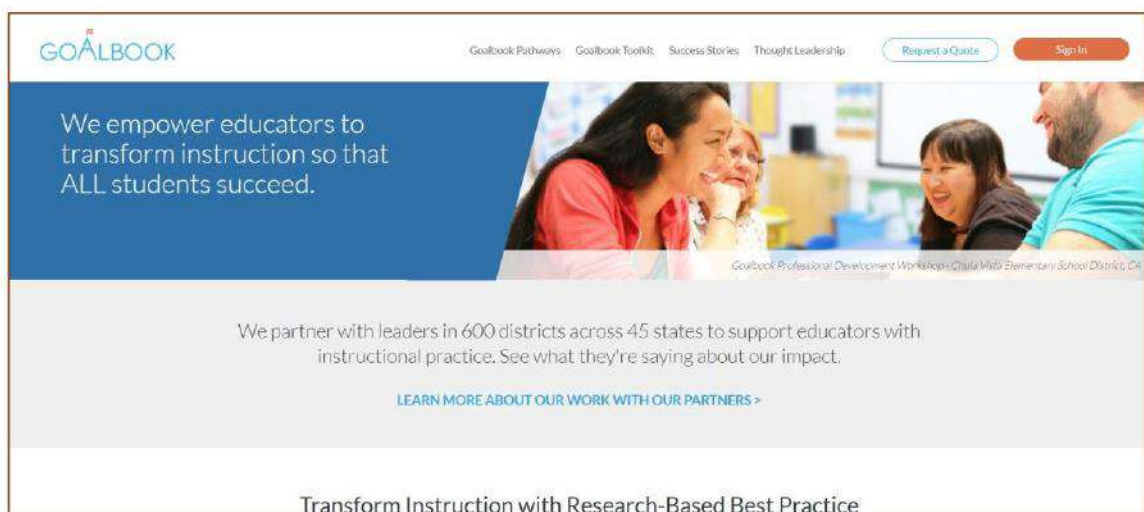 GOALBOOK
Goalbook Pathways Goalbook Toolkit Success Stories Thought Leadership Request a Quote Sign In
We empower educators to
transform instruction so that
ALL students succeed.
Goalbook Professional Development Workshop - Chula Vista Elementary School District, CA
We partner with leaders in 600 districts across 45 states to support educators with
instructional practice. See what they're saying about our impact.
LEARN MORE ABOUT OUR WORK WITH OUR PARTNERS >
Transform Instruction with Research-Based Best Practice